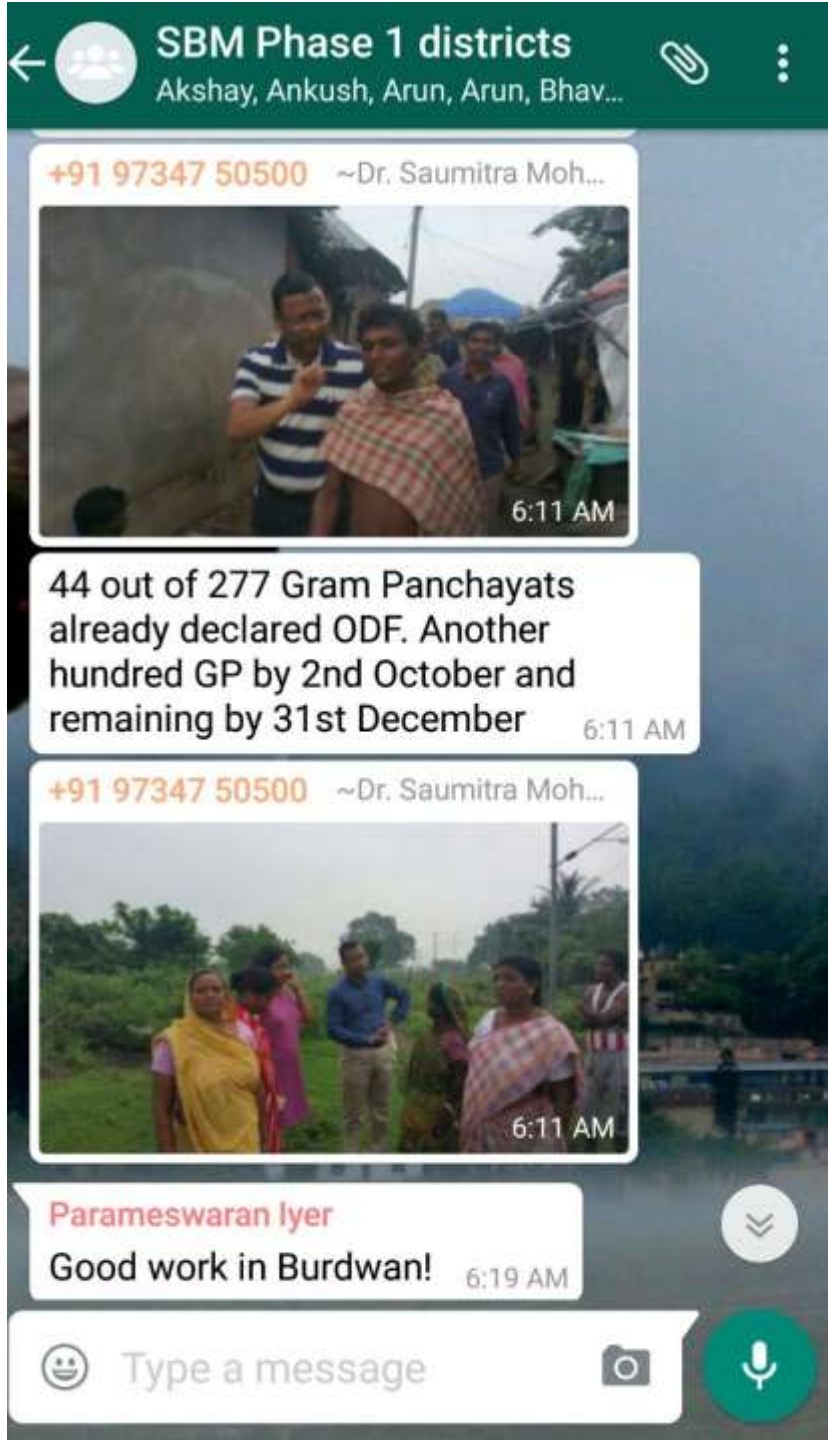 SBM Phase 1 districts
Akshay, Ankush, Arun, Arun, Bhav...
+91 97347 50500 ~Dr. Saumitra Moh...
6:11 AM
44 out of 277 Gram Panchayats
already declared ODF. Another
hundred GP by 2nd October and
remaining by 31st December 6:11 AM
+91 97347 50500 ~Dr. Saumitra Moh...
6:11 AM
Parameswaran Iyer
Good work in Burdwan! 6:19 AM
Type a message